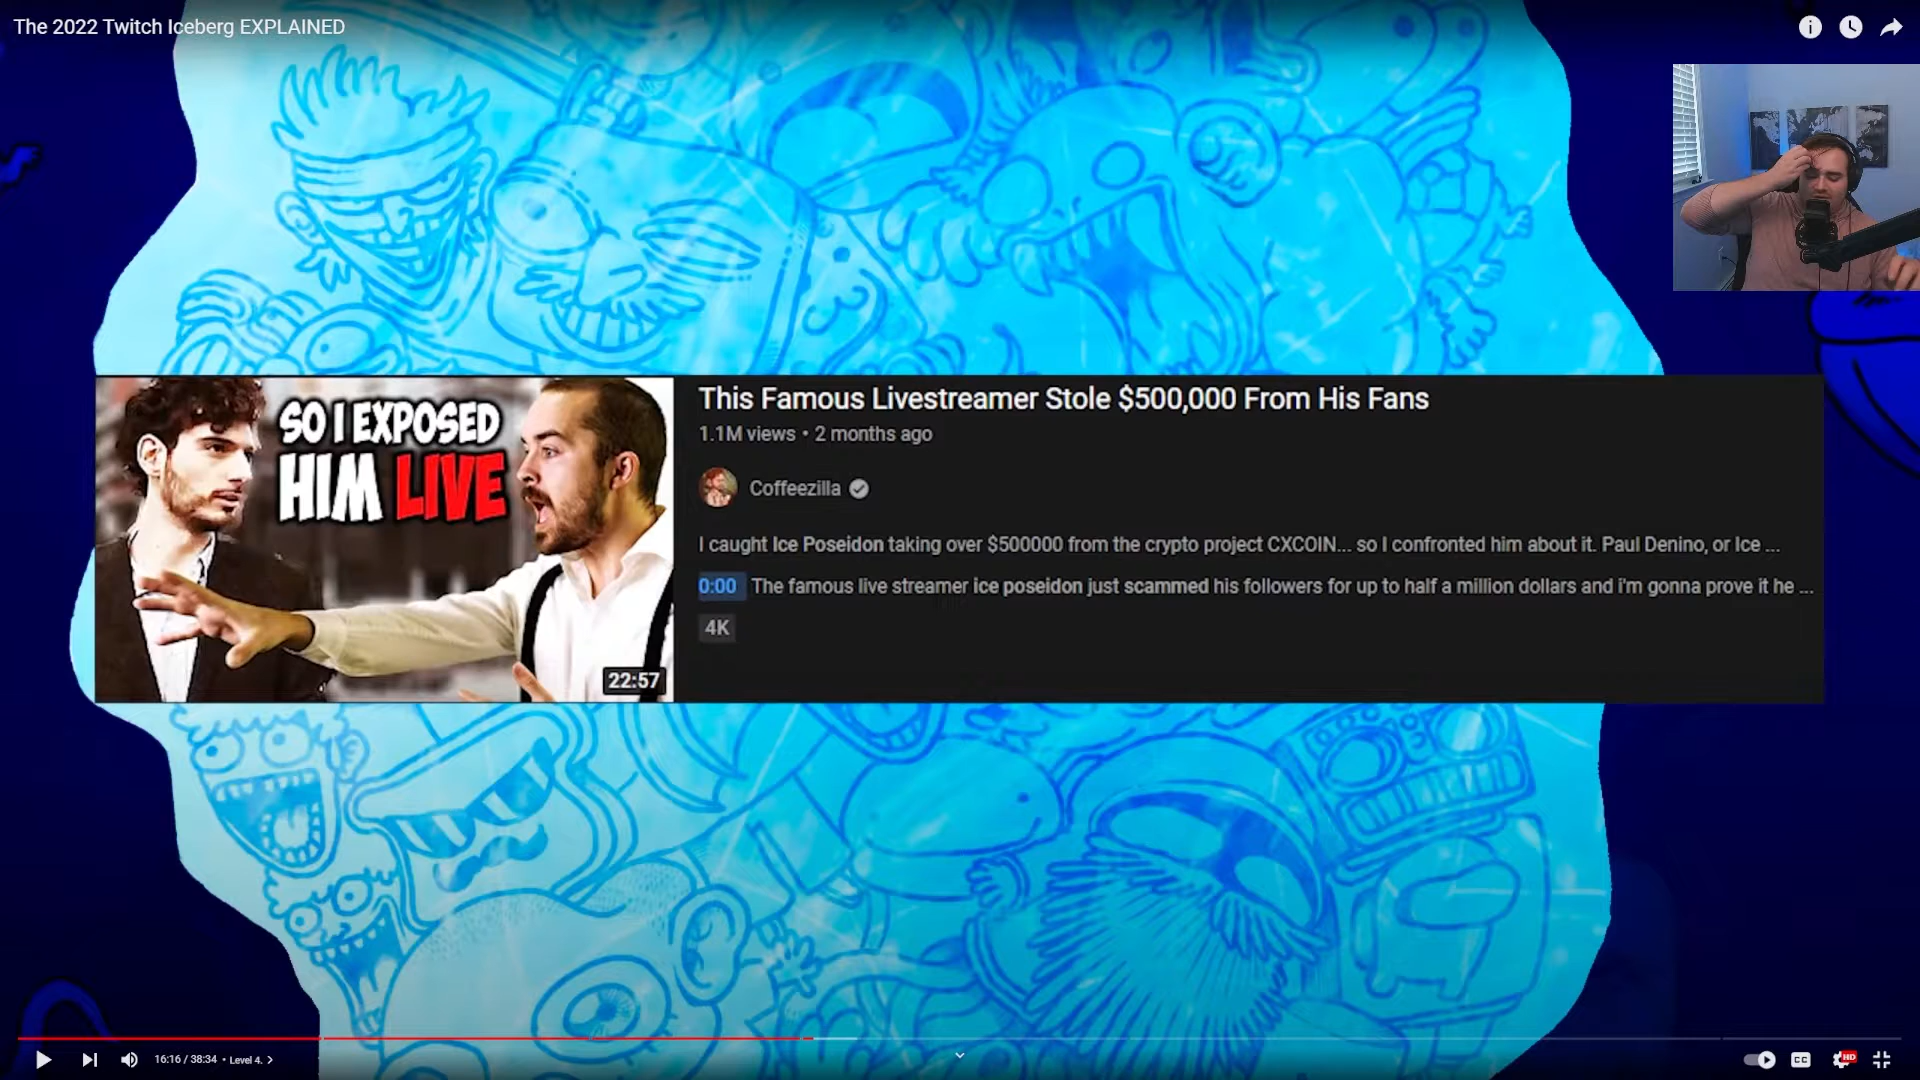 The 2022 Twitch Iceberg EXPLAINED
SO I EXPOSED
HIM LIVE
22:57
This Famous Livestreamer Stole $500,000 From His Fans
1.1M views • 2 months ago
Coffeezilla
I caught Ice Poseidon taking over $500000 from the crypto project CXCOIN... so I confronted him about it. Paul Denino, or Ice ...
0:00 The famous live streamer ice poseidon just scammed his followers for up to half a million dollars and i'm gonna prove it he ...
4K
16:16 / 38:34 • Level 4. >
CC
HD